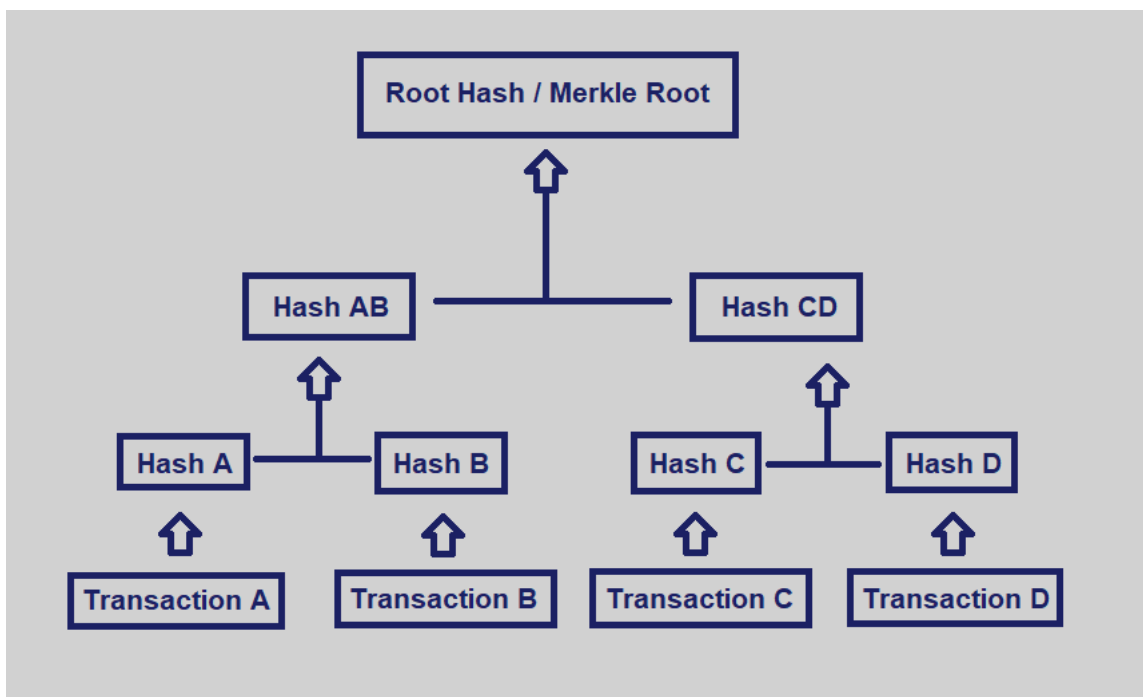 Root Hash / Merkle Root
Hash AB
Hash CD
Hash A
Hash B
Hash C
Hash D
Transaction A
Transaction B
Transaction C
Transaction D